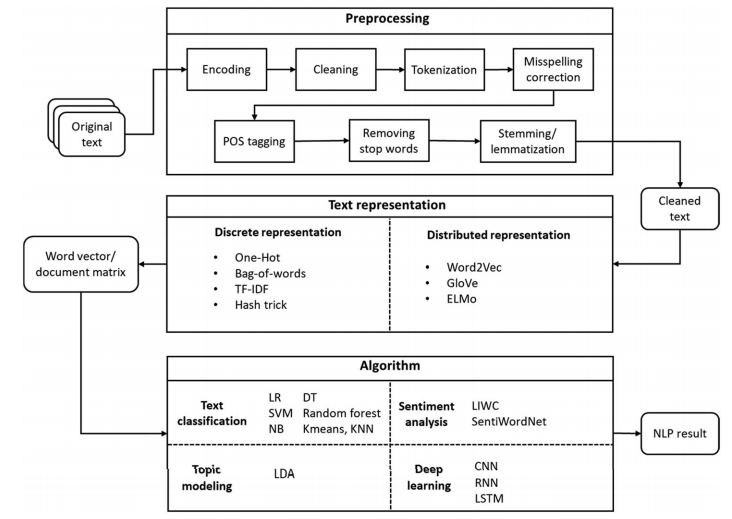 Preprocessing
Encoding
Cleaning
Tokenization
Misspelling
correction
Original
text
POS tagging
Removing
stop words
Stemming/
lemmatization
Cleaned
text
Text representation
Word vector/
document matrix
Discrete representation
• One-Hot
• Bag-of-words
• TF-IDF
• Hash trick
Distributed representation
• Word2Vec
• GloVe
• ELMo
Algorithm
Text
classification
LR DT
SVM Random forest
NB Kmeans, KNN
Sentiment
analysis
LIWC
SentiWordNet
NLP result
Topic
modeling
LDA
Deep
learning
CNN
RNN
LSTM